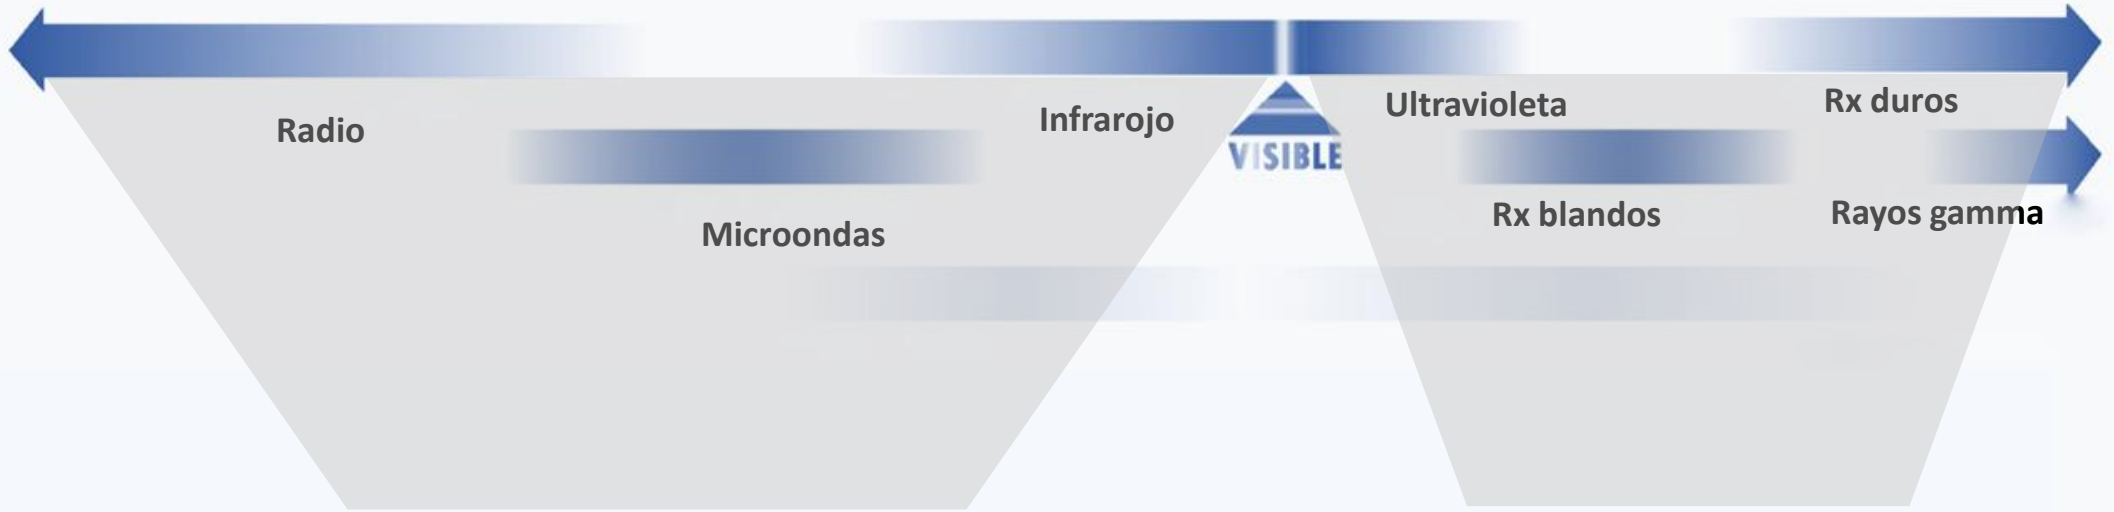 Radio
Infrarojo
VISIBLE
Ultravioleta
Rx duros
Microondas
Rx blandos
Rayos gamma